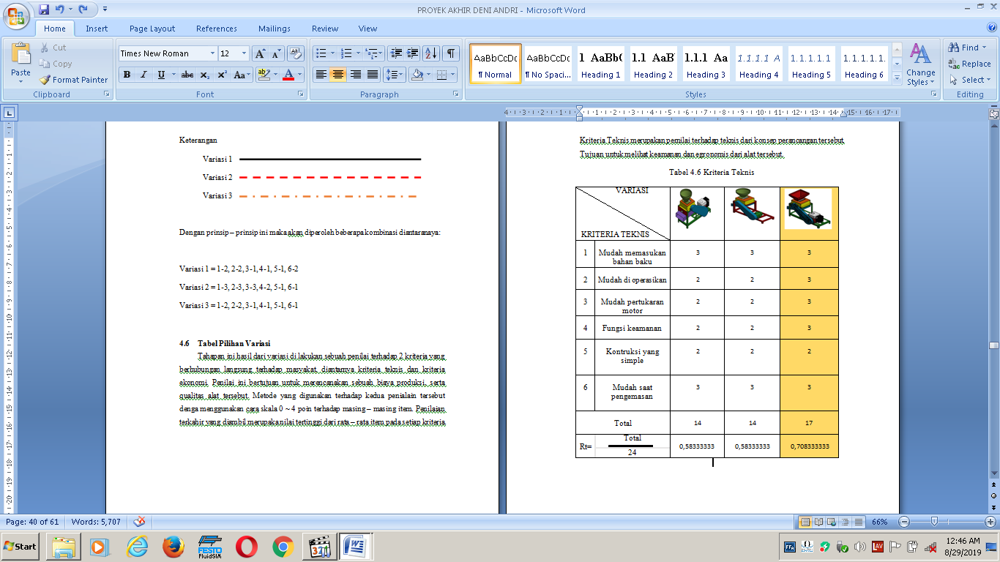 PROYEK AKHIR DENI ANDRI - Microsoft Word
Home Insert Page Layout References Mailings Review View
Paste
Cut
Copy
Format Painter
Clipboard
Times New Roman 12
B I U abc x₂ x² Aa
Font
Paragraph
AaBbCcDc AaBbCcDc 1 AaBb( 1.1 AaB 1.1.1 Aa 1.1.1.1 A 1.1.1.1.1 1.1.1.1.1.
¶ Normal ¶ No Spaci... Heading 1 Heading 2 Heading 3 Heading 4 Heading 5 Heading 6
Change Styles
Styles
Find
Replace
Select
Editing
Keterangan
Variasi 1
Variasi 2
Variasi 3
Dengan prinsip – prinsip ini maka akan diperoleh beberapa kombinasi diantaranaya:
Variasi 1 = 1-2, 2-2, 3-1, 4-1, 5-1, 6-2
Variasi 2 = 1-3, 2-3, 3-3, 4-2, 5-1, 6-1
Variasi 3 = 1-2, 2-2, 3-1, 4-1, 5-1, 6-1
4.6 Tabel Pilihan Variasi
Tahapan ini hasil dari variasi di lakukan sebuah penilai terhadap 2 kriteria yang
berhubungan langsung terhadap masyakat, diantarnya kriteria teknis dan kriteria
ekonomi. Penilai ini bertujuan untuk merencanakan sebuah biaya produksi, serta
qualitas alat tersebut. Metode yang digunakan terhadap kedua penialain tersebut
denga menggunakan cara skala 0 ~ 4 poin terhadap masing – masing item. Penilaian
terkahir yang diambil merupaka nilai tertinggi dari rata – rata item pada setiap kriteria
Kriteria Teknis merupakan pernilai terhadap teknis dari konsep perancangan tersebut.
Tujuan untuk melihat keamanan dan egronomis dari alat tersebut.
Tabel 4.6 Kriteria Teknis
VARIASI
KRITERIA TEKNIS
1 Mudah memasukan bahan baku 3 3 3
2 Mudah di operasikan 2 2 3
3 Mudah pertukaran motor 2 2 3
4 Fungsi keamanan 2 2 3
5 Kontruksi yang simple 2 2 2
6 Mudah saat pengemasan 3 3 3
Total 14 14 17
Rt= Total 24 0,58333333 0,58333333 0,708333333
Page: 40 of 61 Words: 5,707 66%
Start
FESTO
FluidSIM
321
LAV
12:46 AM
8/29/2019